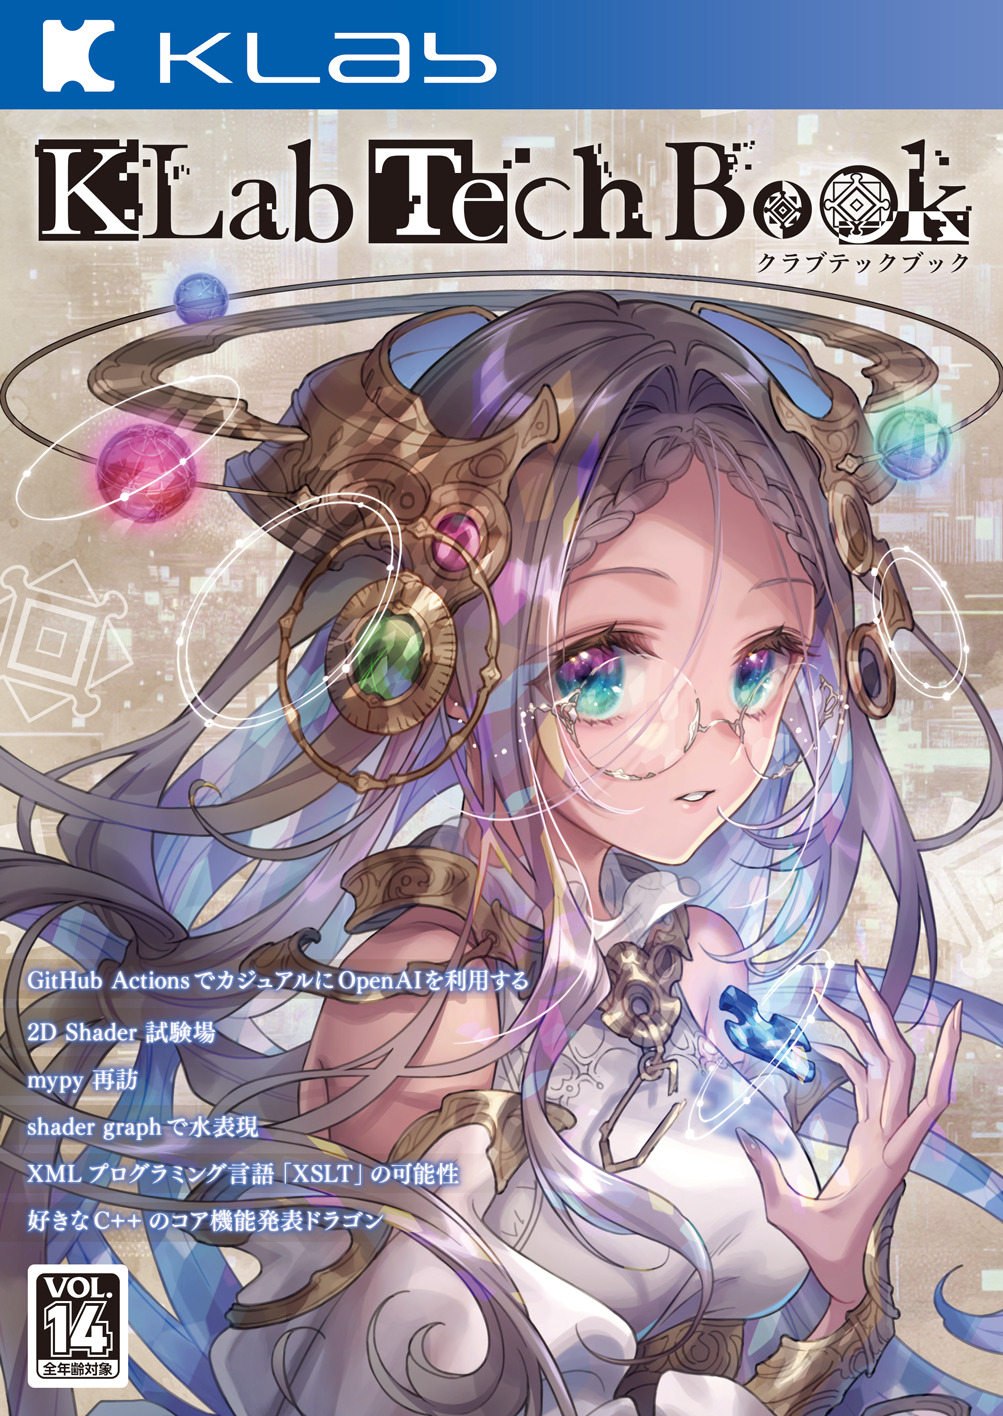 KLab
KLab Tech Book
クラブテックブック
GitHub Actionsでカジュアルに OpenAIを利用する
2D Shader 試験場
mypy 再訪
shader graphで水表現
XML プログラミング言語「XSLT」の可能性
好きなC++ のコア機能発表ドラゴン
VOL.
14
全年齢対象